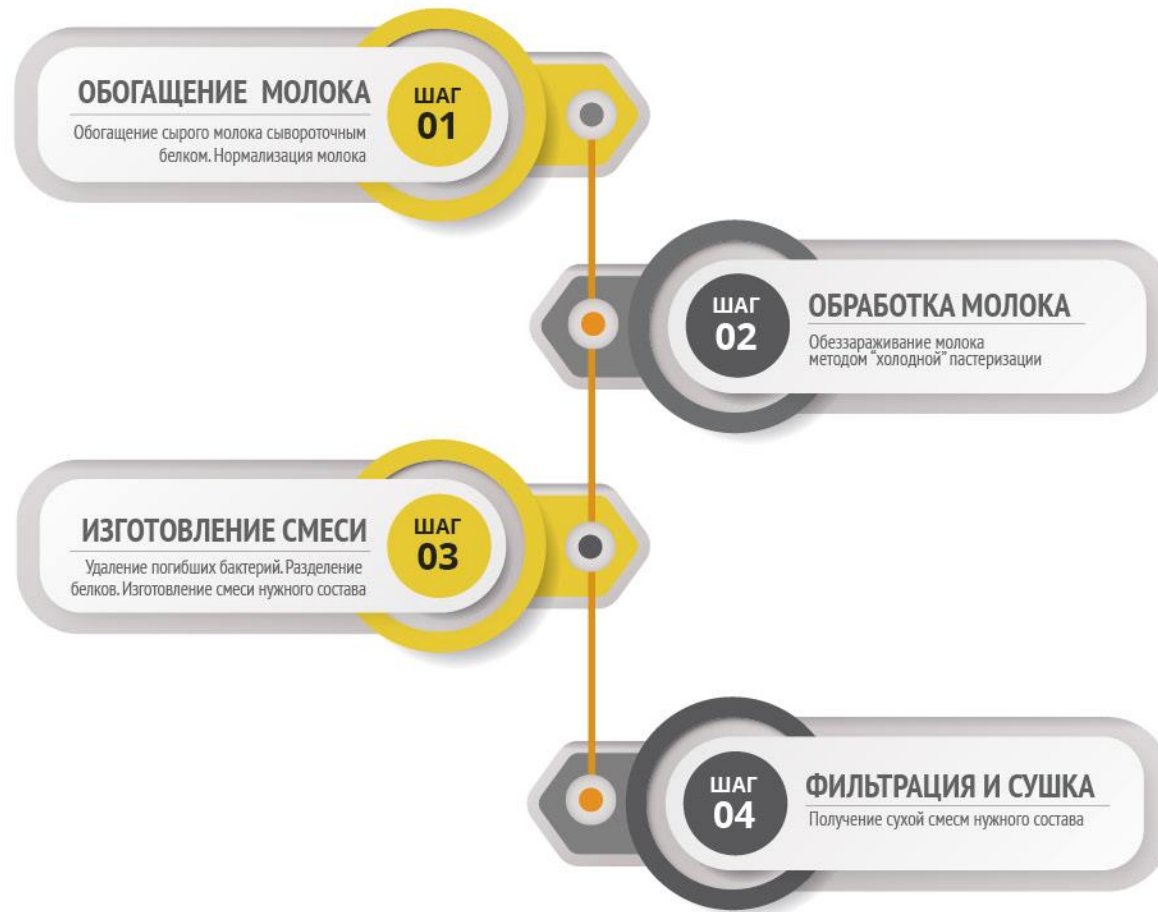 ОБОГАЩЕНИЕ МОЛОКА
Обогащение сырого молока сывороточным
белком. Нормализация молока
ШАГ
01
ШАГ
02
ОБРАБОТКА МОЛОКА
Обеззараживание молока
методом "холодной" пастеризации
ИЗГОТОВЛЕНИЕ СМЕСИ
Удаление погибших бактерий. Разделение
белков. Изготовление смеси нужного состава
ШАГ
03
ШАГ
04
ФИЛЬТРАЦИЯ И СУШКА
Получение сухой смесм нужного состава